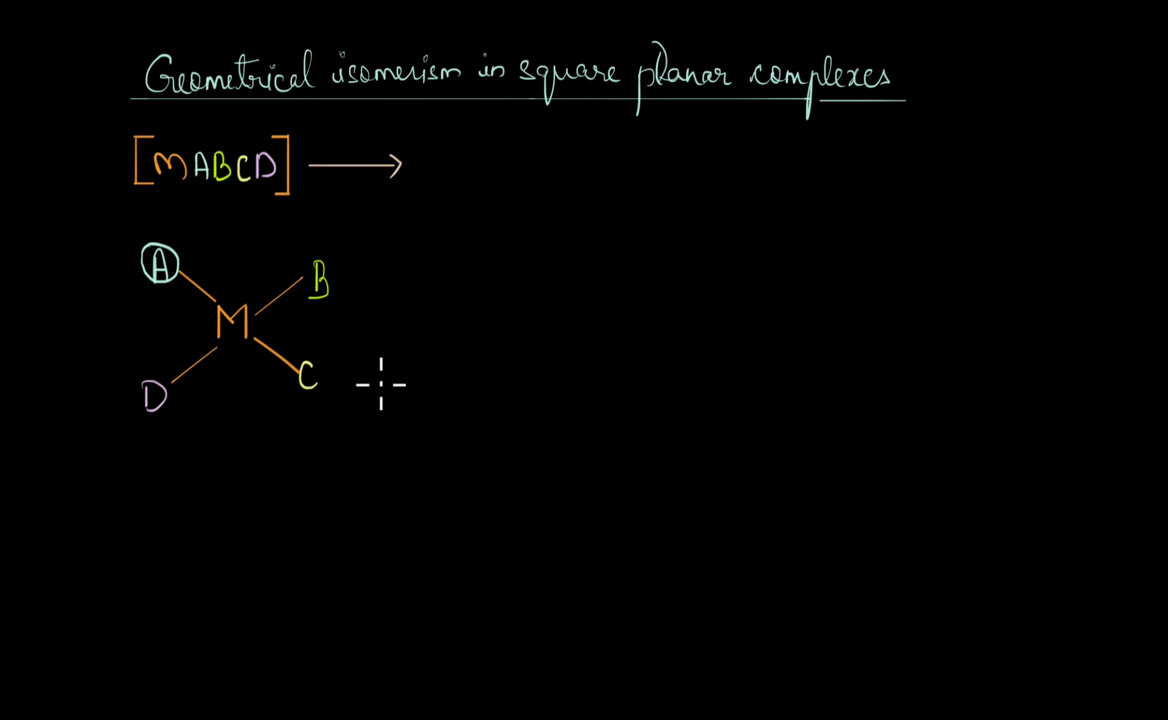 Geometrical isomerism in square planar complexes
[MABCD] ⟶
A B
M
D C